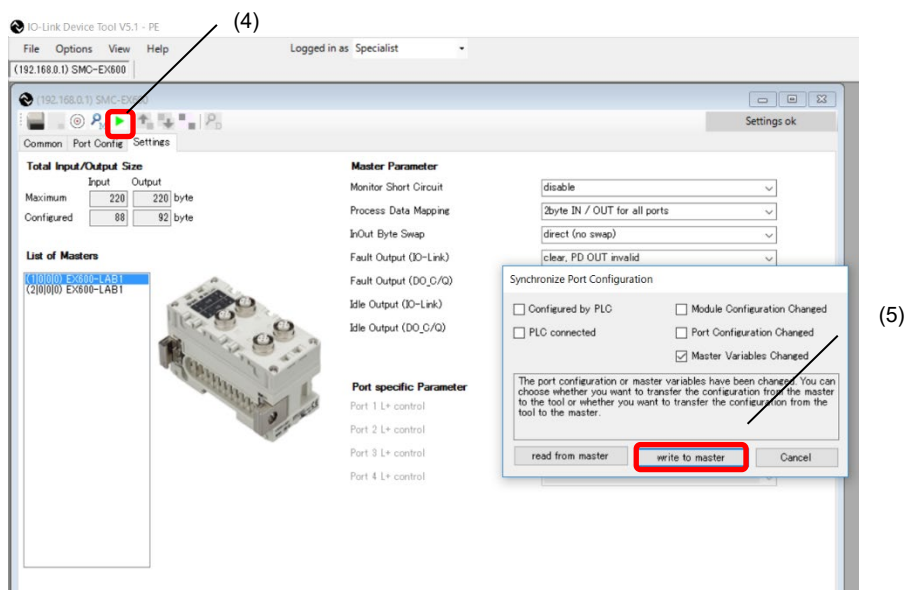 (4)
IO-Link Device Tool V5.1 - PE
File Options View Help Logged in as Specialist
(192.168.0.1) SMC-EX600
(192.168.0.1) SMC-EX600
Settings ok
Common Port Config Settings
Total Input/Output Size
Input Output
Maximum 220 220 byte
Configured 88 92 byte
List of Masters
(1|0|0|0) EX600-LAB1
(2|0|0|0) EX600-LAB1
Master Parameter
Monitor Short Circuit disable
Process Data Mapping 2byte IN / OUT for all ports
InOut Byte Swap direct (no swap)
Fault Output (IO-Link) clear, PD OUT invalid
Fault Output (DO_C/Q)
Idle Output (IO-Link)
Idle Output (DO_C/Q)
Port specific Parameter
Port 1 L+ control
Port 2 L+ control
Port 3 L+ control
Port 4 L+ control
Synchronize Port Configuration
Configured by PLC Module Configuration Changed
PLC connected Port Configuration Changed
Master Variables Changed
The port configuration or master variables have been changed. You can
choose whether you want to transfer the configuration from the master
to the tool or whether you want to transfer the configuration from the
tool to the master.
read from master write to master Cancel
(5)